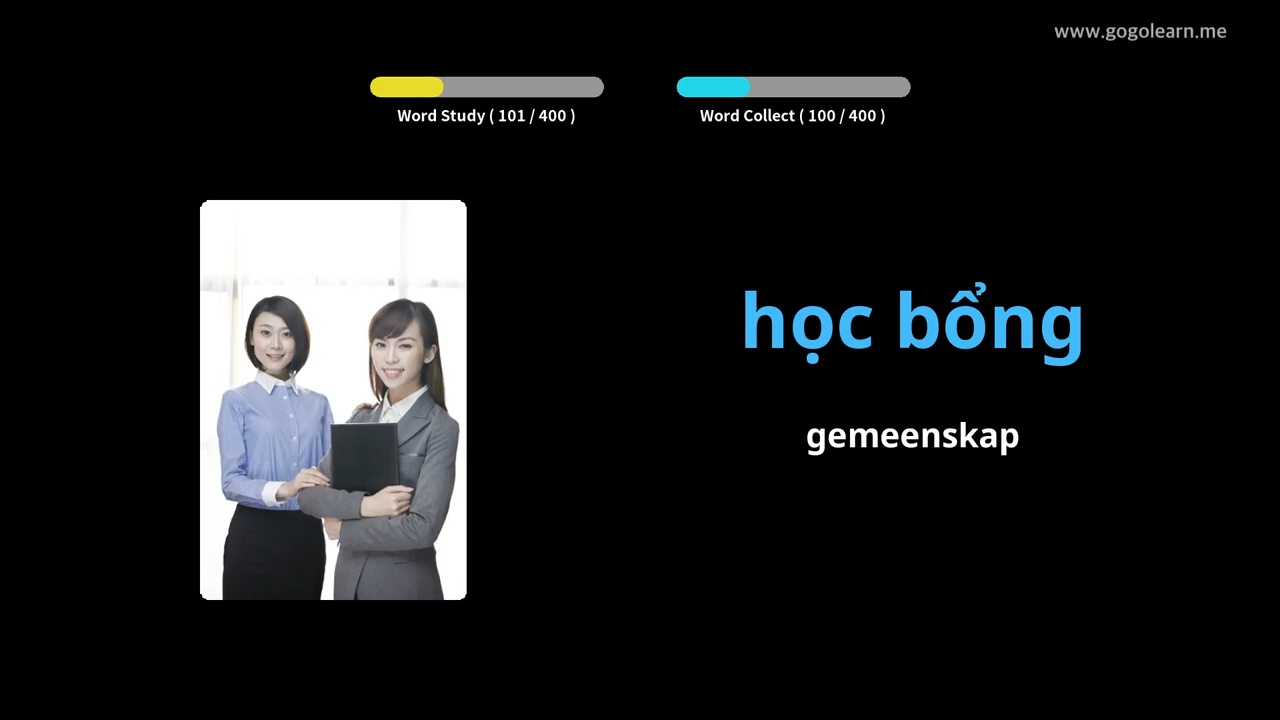 www.gogolearn.me
Word Study ( 101 / 400 )
Word Collect ( 100 / 400 )
học bổng
gemeenskap